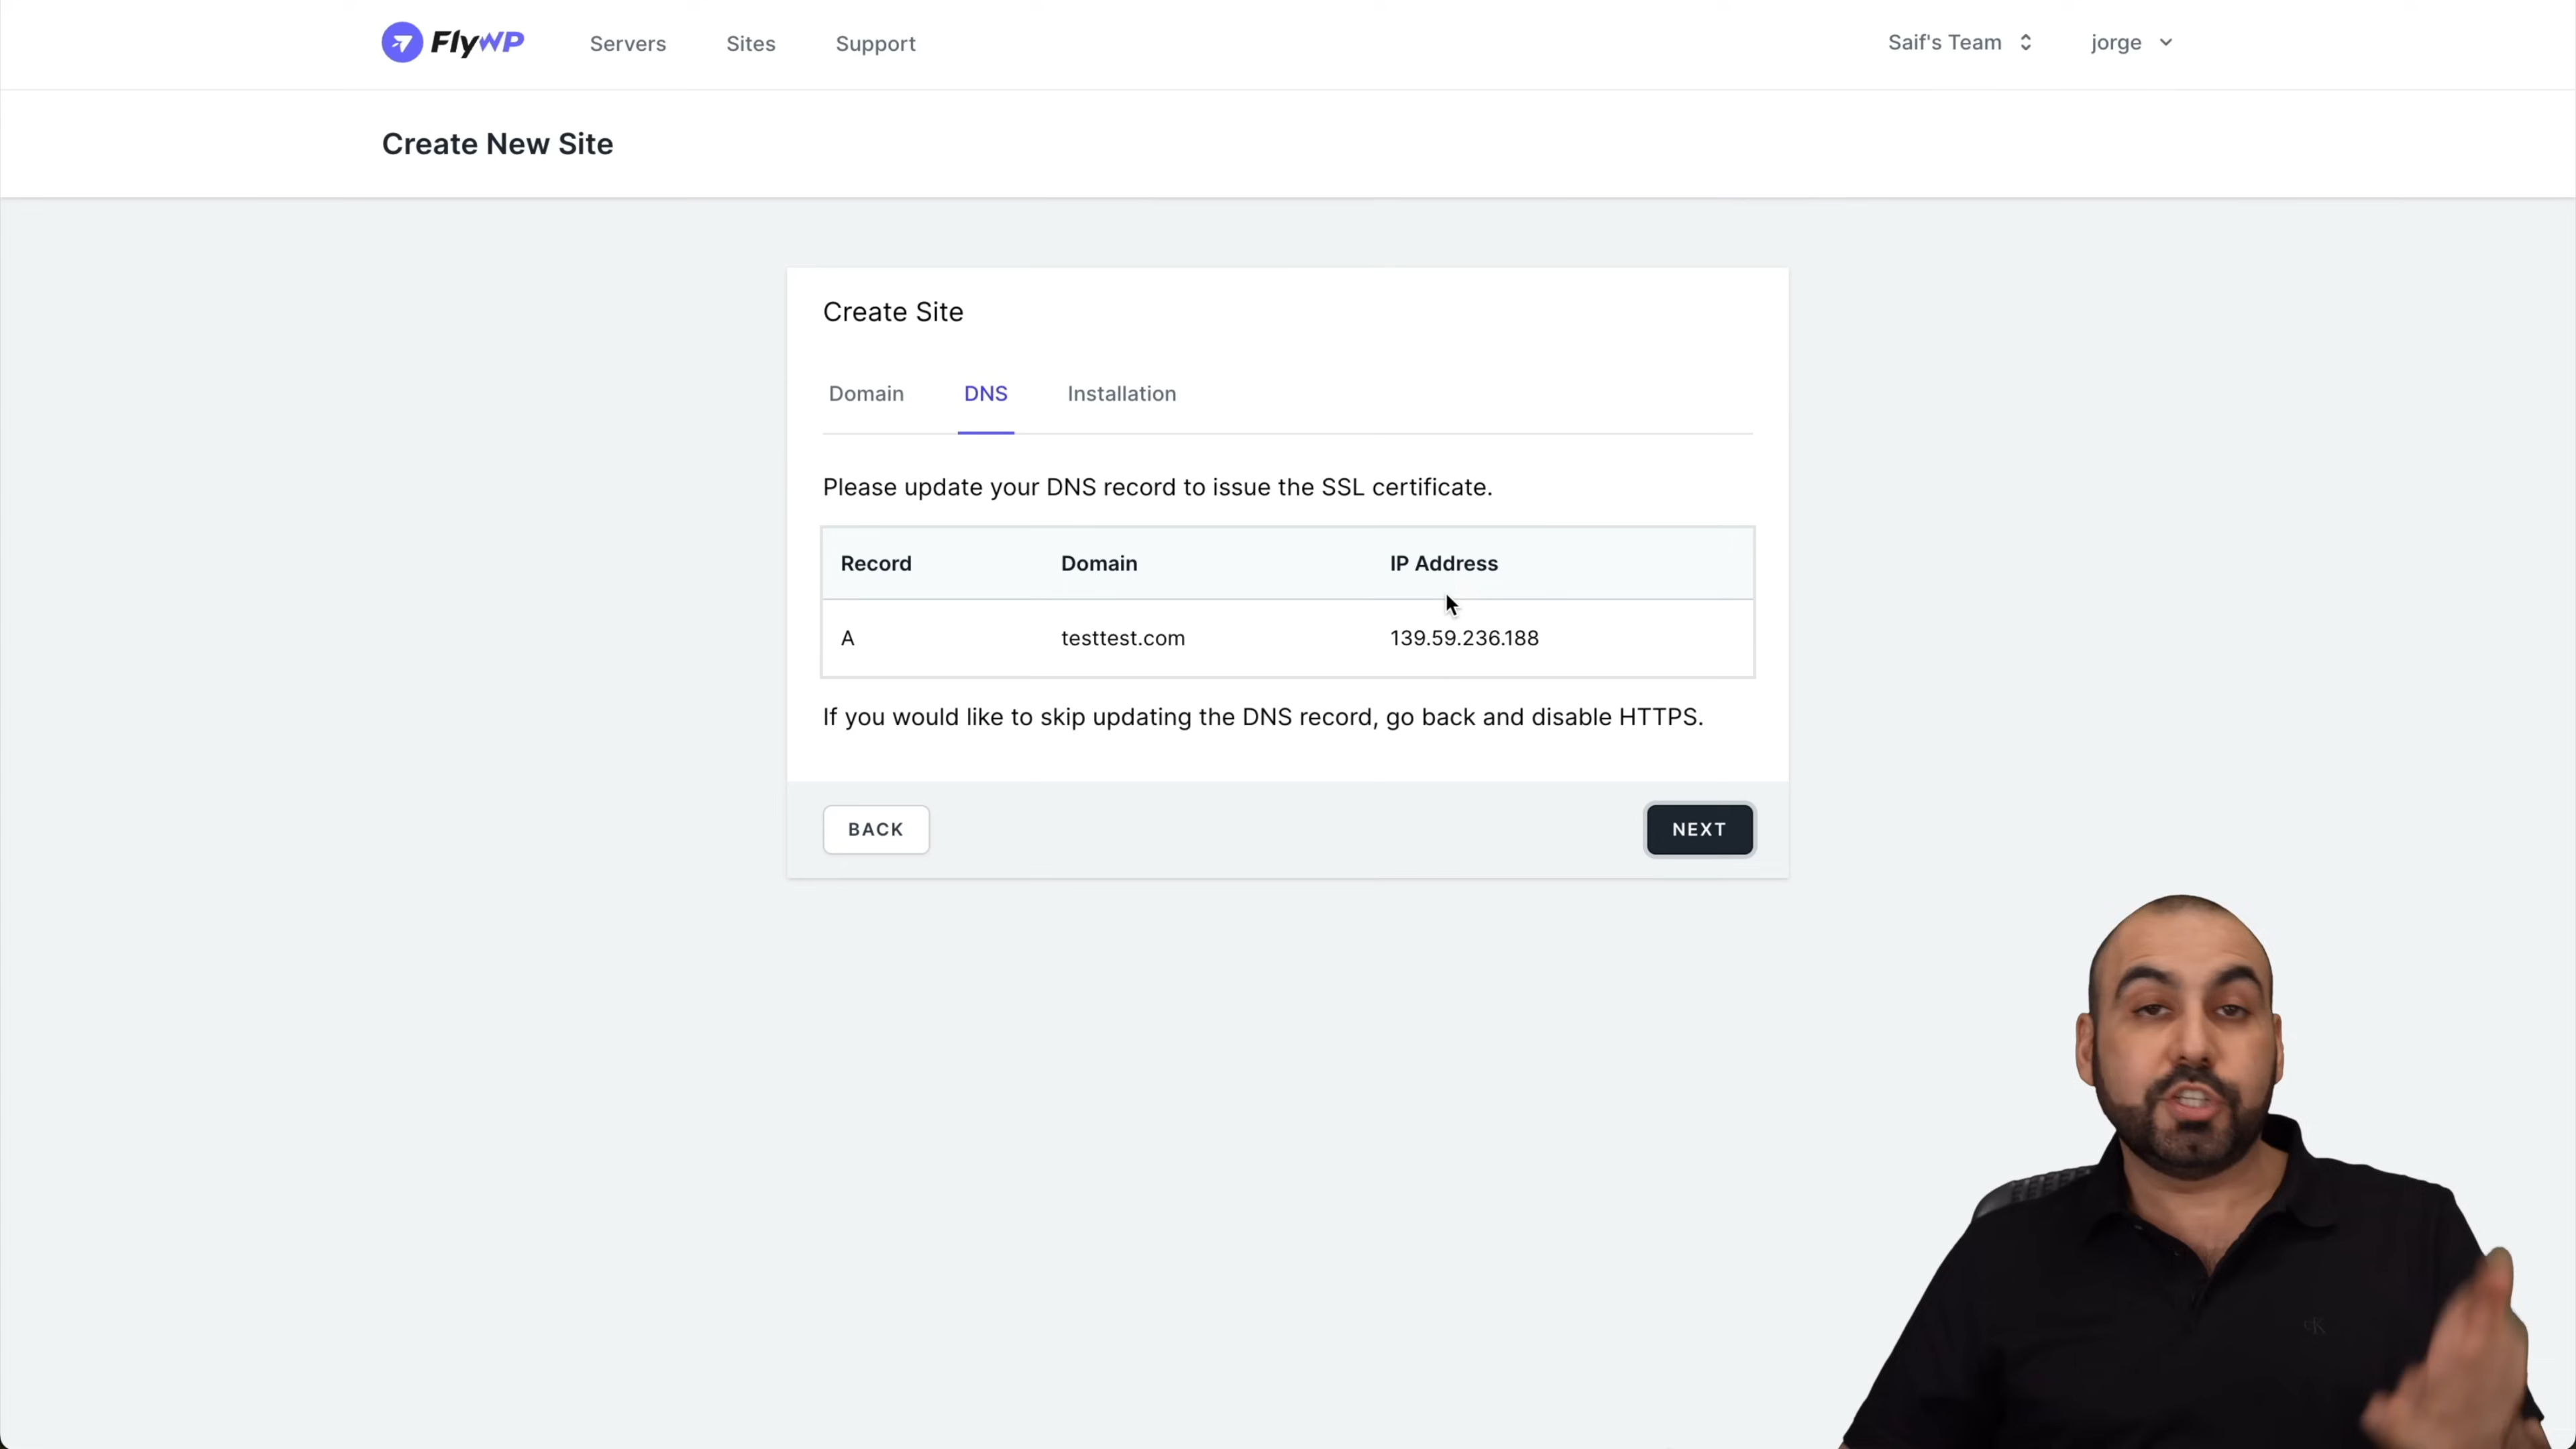 FlyWP Servers Sites Support Saif's Team jorge
Create New Site
Create Site
Domain DNS Installation
Please update your DNS record to issue the SSL certificate.
Record Domain IP Address
A testtest.com 139.59.236.188
If you would like to skip updating the DNS record, go back and disable HTTPS.
BACK NEXT
cK